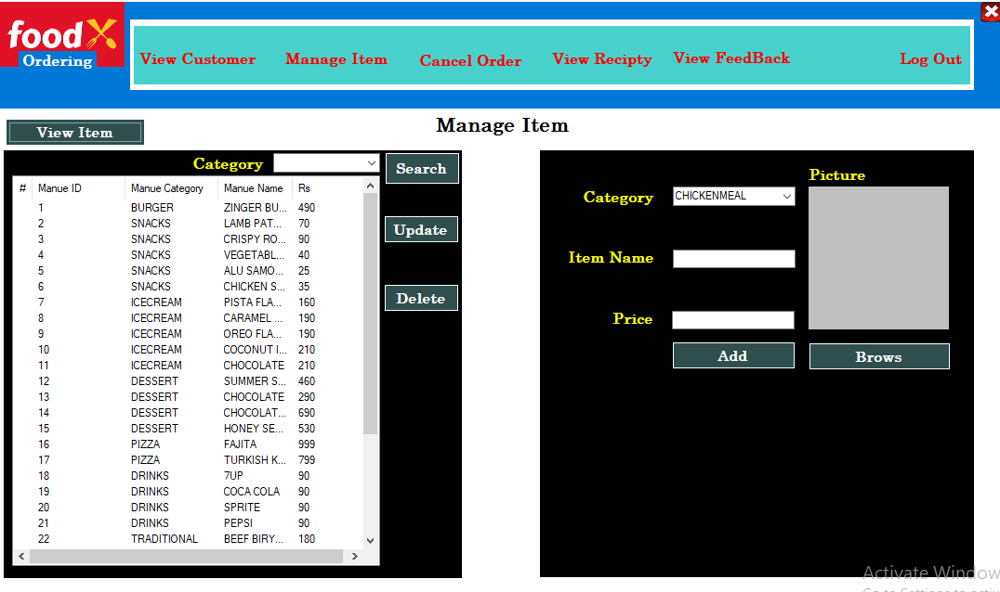 food
Ordering
View Customer Manage Item Cancel Order View Recipty View FeedBack Log Out
View Item
Manage Item
Category
Search
Update
Delete
# Manue ID Manue Category Manue Name Rs
1 BURGER ZINGER BU... 490
2 SNACKS LAMB PAT... 70
3 SNACKS CRISPY RO... 90
4 SNACKS VEGETABL... 40
5 SNACKS ALU SAMO... 25
6 SNACKS CHICKEN S... 35
7 ICECREAM PISTA FLA... 160
8 ICECREAM CARAMEL ... 190
9 ICECREAM OREO FLA... 190
10 ICECREAM COCONUT I... 210
11 ICECREAM CHOCOLATE 210
12 DESSERT SUMMER S... 460
13 DESSERT CHOCOLATE 290
14 DESSERT CHOCOLAT... 690
15 DESSERT HONEY SE... 530
16 PIZZA FAJITA 999
17 PIZZA TURKISH K... 799
18 DRINKS 7UP 90
19 DRINKS COCA COLA 90
20 DRINKS SPRITE 90
21 DRINKS PEPSI 90
22 TRADITIONAL BEEF BIRY... 180
Picture
Category CHICKENMEAL
Item Name
Price
Add
Brows
Activate Window
Go to Settings to activ